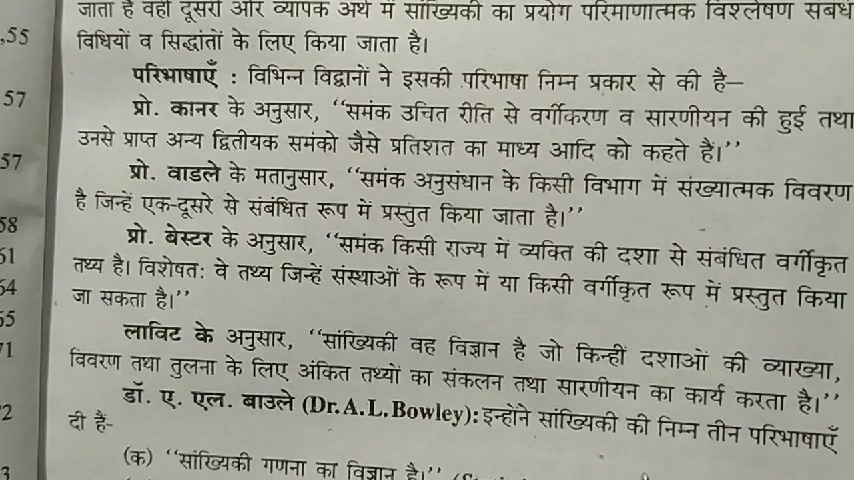 जाता है वहीं दूसरी ओर व्यापक अर्थ में सांख्यिकी का प्रयोग परिमाणात्मक विश्लेषण संबंध
,55
विधियों व सिद्धांतों के लिए किया जाता है।
परिभाषाएँ : विभिन्न विद्वानों ने इसकी परिभाषा निम्न प्रकार से की है—
57
प्रो. कानर के अनुसार, ‘‘समंक उचित रीति से वर्गीकरण व सारणीयन की हुई तथा
उनसे प्राप्त अन्य द्वितीयक समंको जैसे प्रतिशत का माध्य आदि को कहते हैं।’’
57
प्रो. वाडले के मतानुसार, ‘‘समंक अनुसंधान के किसी विभाग में संख्यात्मक विवरण
है जिन्हें एक-दूसरे से संबंधित रूप में प्रस्तुत किया जाता है।’’
58
प्रो. बेस्टर के अनुसार, ‘‘समंक किसी राज्य में व्यक्ति की दशा से संबंधित वर्गीकृत
61
तथ्य है। विशेषतः वे तथ्य जिन्हें संस्थाओं के रूप में या किसी वर्गीकृत रूप में प्रस्तुत किया
64
जा सकता है।’’
65
लाविट के अनुसार, ‘‘सांख्यिकी वह विज्ञान है जो किन्हीं दशाओं की व्याख्या,
71
विवरण तथा तुलना के लिए अंकित तथ्यों का संकलन तथा सारणीयन का कार्य करता है।’’
डॉ. ए. एल. बाउले (Dr. A. L. Bowley): इन्होंने सांख्यिकी की निम्न तीन परिभाषाएँ
72
दी हैं-
(क) ‘‘सांख्यिकी गणना का विज्ञान है।’’
3